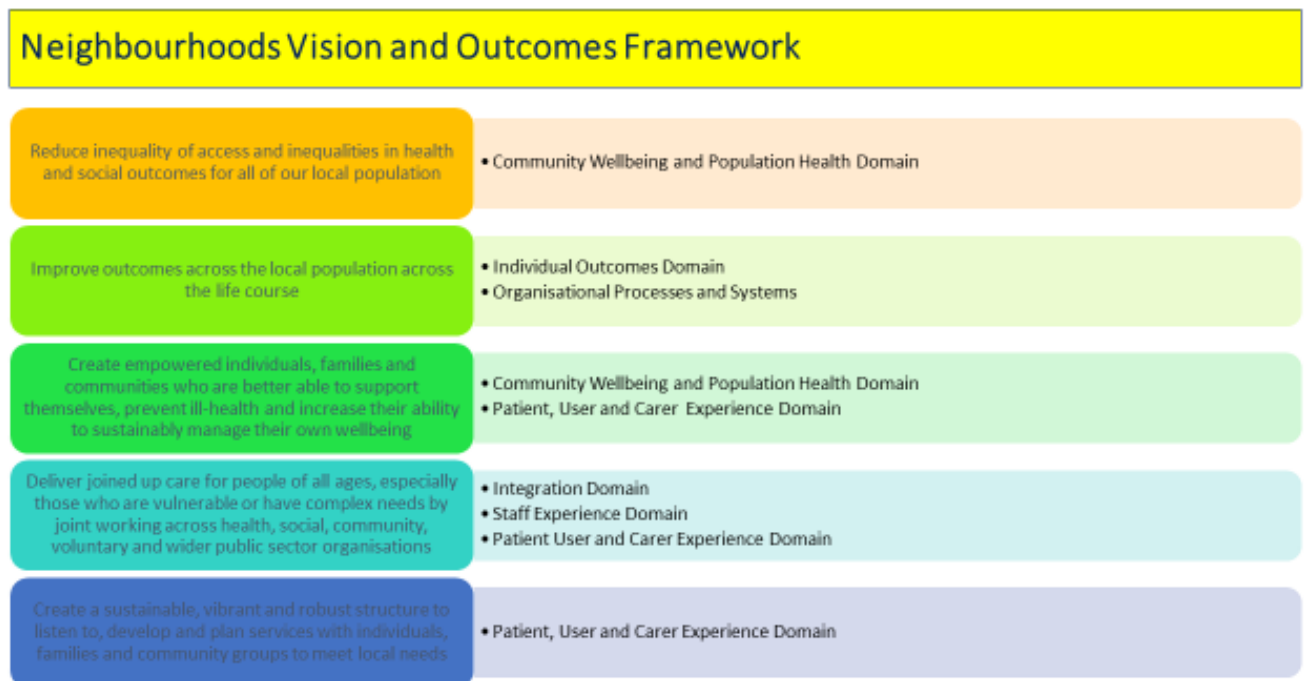 Neighbourhoods Vision and Outcomes Framework
Reduce inequality of access and inequalities in health
and social outcomes for all of our local population
• Community Wellbeing and Population Health Domain
Improve outcomes across the local population across
the life course
• Individual Outcomes Domain
• Organisational Processes and Systems
Create empowered individuals, families and
communities who are better able to support
themselves, prevent ill-health and increase their ability
to sustainably manage their own wellbeing
• Community Wellbeing and Population Health Domain
• Patient, User and Carer Experience Domain
Deliver joined up care for people of all ages, especially
those who are vulnerable or have complex needs by
joint working across health, social, community,
voluntary and wider public sector organisations
• Integration Domain
• Staff Experience Domain
• Patient User and Carer Experience Domain
Create a sustainable, vibrant and robust structure to
listen to, develop and plan services with individuals,
families and community groups to meet local needs
• Patient, User and Carer Experience Domain